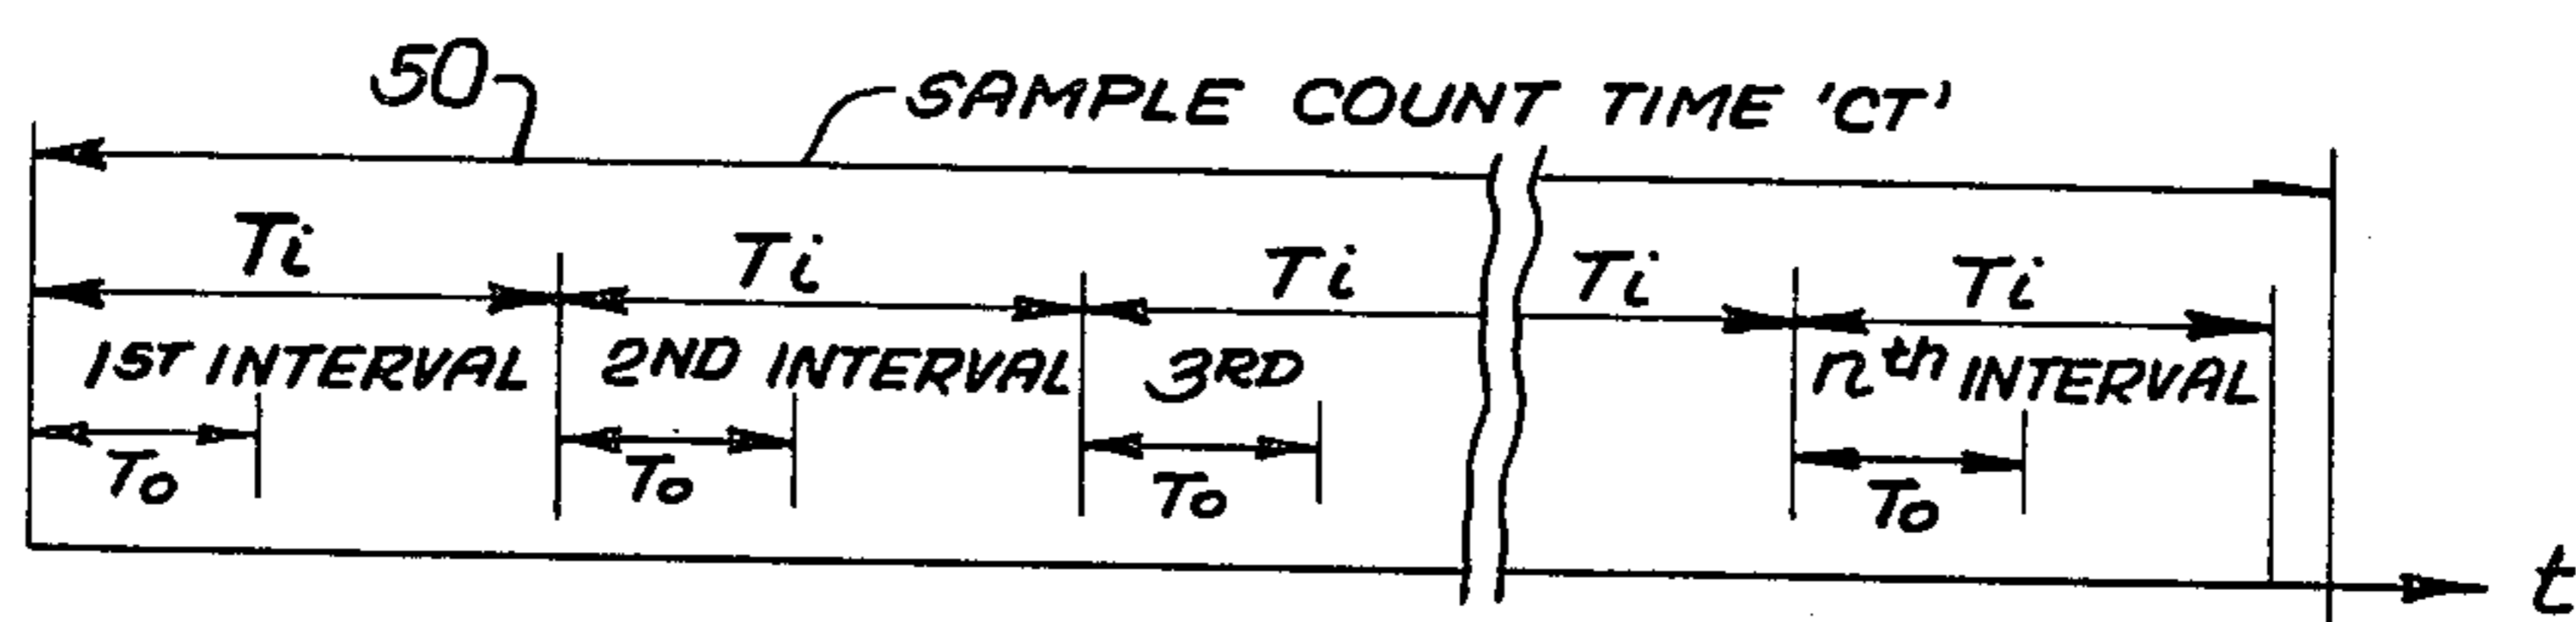 50
SAMPLE COUNT TIME 'CT'
Ti Ti Ti Ti Ti
1ST INTERVAL 2ND INTERVAL 3RD nth INTERVAL
To To To To
t